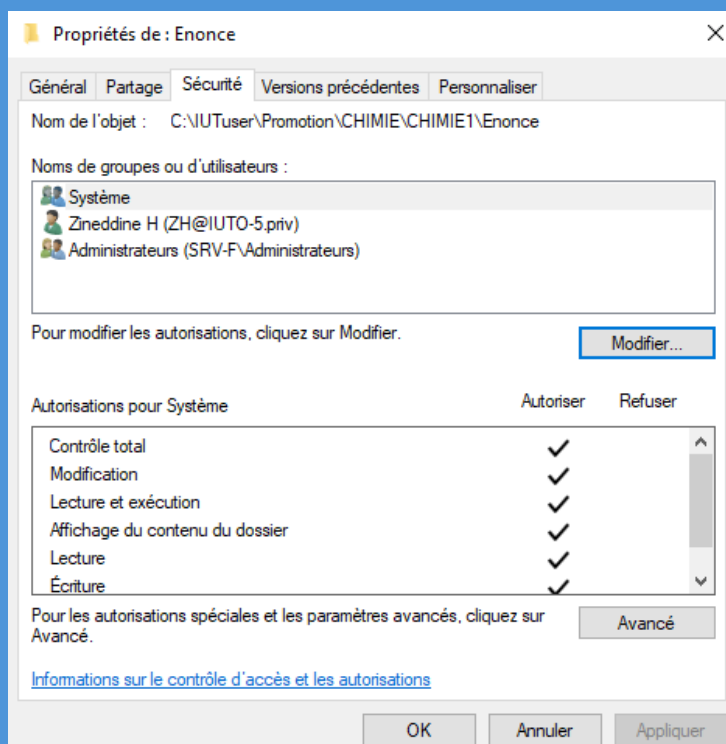 Propriétés de : Enonce
Général Partage Sécurité Versions précédentes Personnaliser
Nom de l'objet : C:\IUTuser\Promotion\CHIMIE\CHIMIE1\Enonce
Noms de groupes ou d'utilisateurs :
Système
Zineddine H (ZH@IUTO-5.priv)
Administrateurs (SRV-F\Administrateurs)
Pour modifier les autorisations, cliquez sur Modifier.
Modifier...
Autorisations pour Système Autoriser Refuser
Contrôle total
Modification
Lecture et exécution
Affichage du contenu du dossier
Lecture
Écriture
Pour les autorisations spéciales et les paramètres avancés, cliquez sur
Avancé.
Avancé
Informations sur le contrôle d'accès et les autorisations
OK Annuler Appliquer